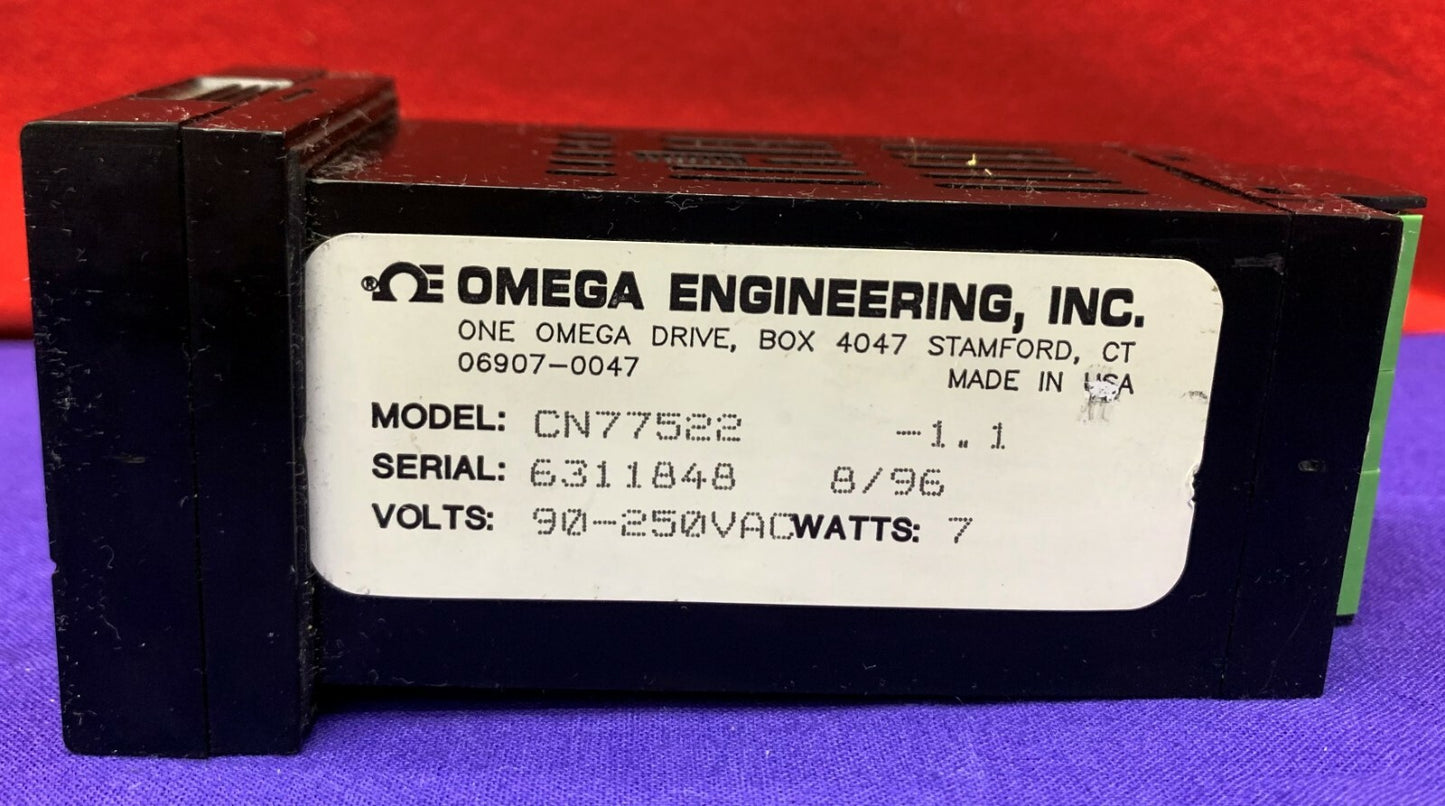 ®ΩE OMEGA ENGINEERING, INC.
ONE OMEGA DRIVE, BOX 4047 STAMFORD, CT
06907-0047 MADE IN USA
MODEL: CN77522 -1.1
SERIAL: 6311848 8/96
VOLTS: 90-250VAC WATTS: 7